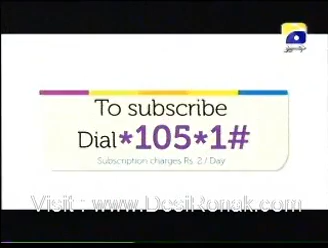 To subscribe
Dial*105*1#
Subscription charges Rs. 2 / Day
Visit : www.DesiRonak.com